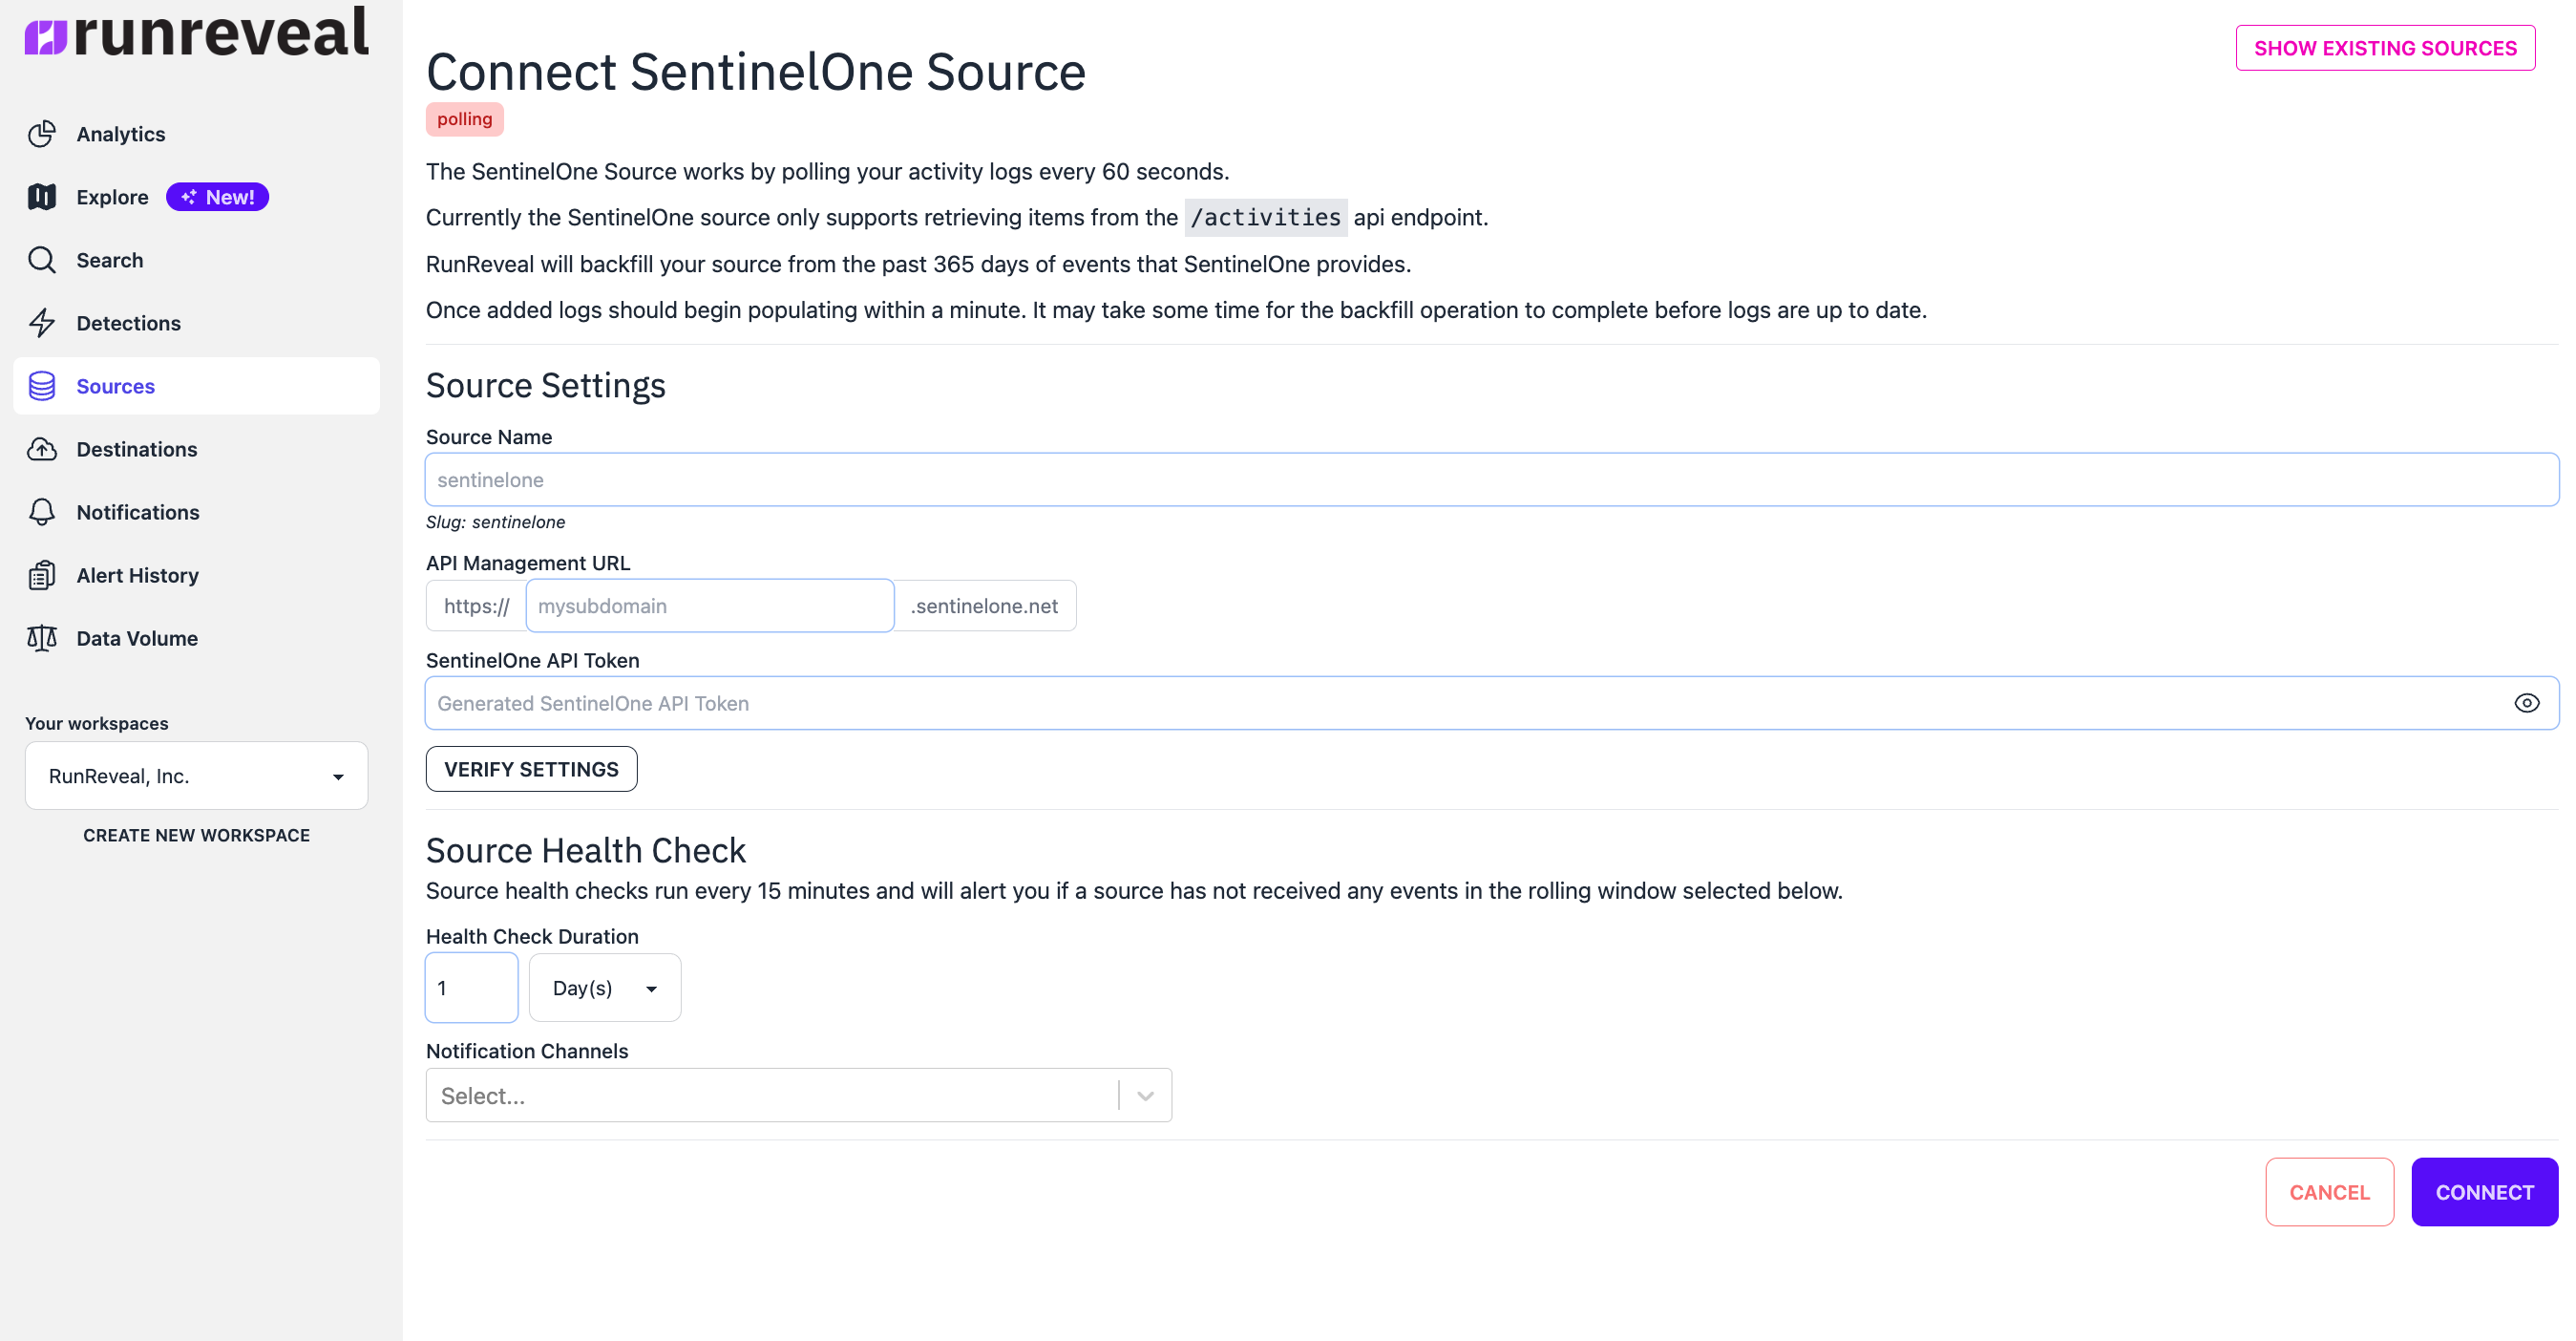 runreveal
Analytics
Explore New!
Search
Detections
Sources
Destinations
Notifications
Alert History
Data Volume
Your workspaces
RunReveal, Inc.
CREATE NEW WORKSPACE
SHOW EXISTING SOURCES
Connect SentinelOne Source
polling
The SentinelOne Source works by polling your activity logs every 60 seconds.
Currently the SentinelOne source only supports retrieving items from the /activities api endpoint.
RunReveal will backfill your source from the past 365 days of events that SentinelOne provides.
Once added logs should begin populating within a minute. It may take some time for the backfill operation to complete before logs are up to date.
Source Settings
Source Name
sentinelone
Slug: sentinelone
API Management URL
https:// mysubdomain .sentinelone.net
SentinelOne API Token
Generated SentinelOne API Token
VERIFY SETTINGS
Source Health Check
Source health checks run every 15 minutes and will alert you if a source has not received any events in the rolling window selected below.
Health Check Duration
1 Day(s)
Notification Channels
Select...
CANCEL CONNECT